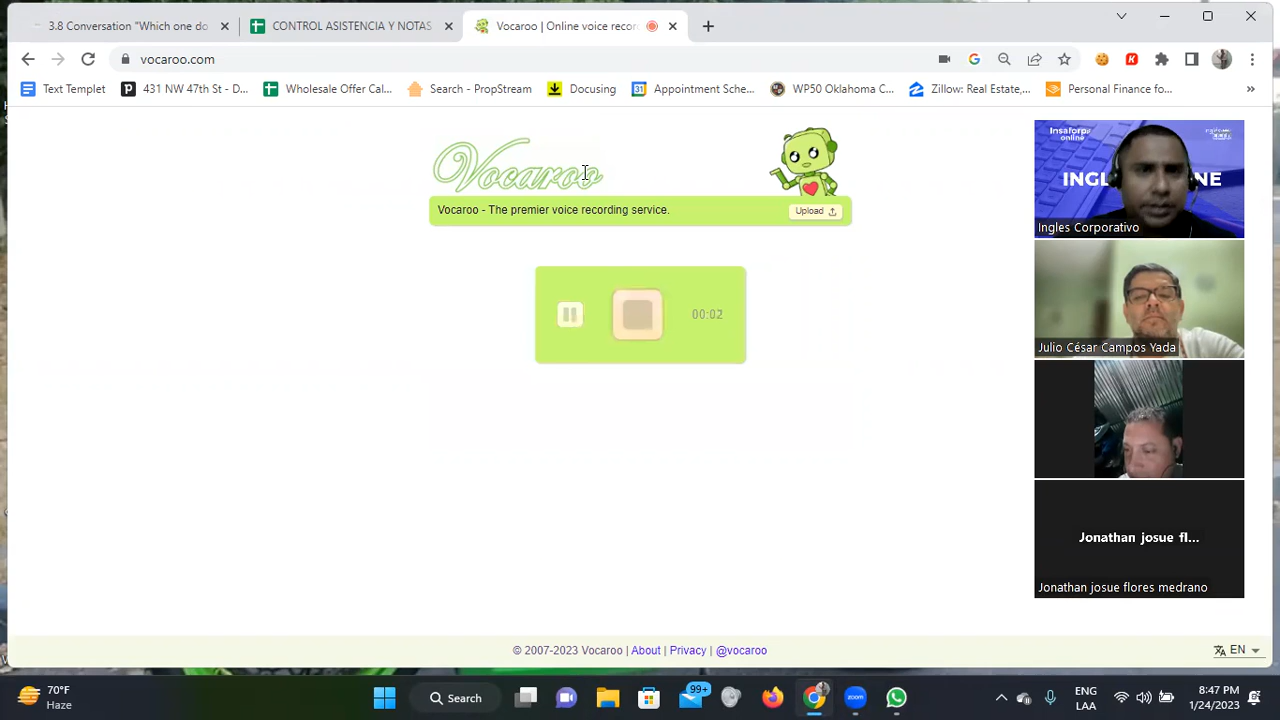 3.8 Conversation "Which one do
CONTROL ASISTENCIA Y NOTAS
Vocaroo | Online voice recor
vocaroo.com
Text Templet
431 NW 47th St - D...
Wholesale Offer Cal...
Search - PropStream
Docusing
Appointment Sche...
WP50 Oklahoma C...
Zillow: Real Estate,...
Personal Finance fo...
»
Vocaroo
Vocaroo - The premier voice recording service.
Upload
00:02
Insaforp
online
INGL
NE
Ingles Corporativo
Julio César Campos Yada
Jonathan josue fl...
Jonathan josue flores medrano
© 2007-2023 Vocaroo | About | Privacy | @vocaroo
EN
70°F
Haze
Search
99+
zoom
ENG
LAA
8:47 PM
1/24/2023